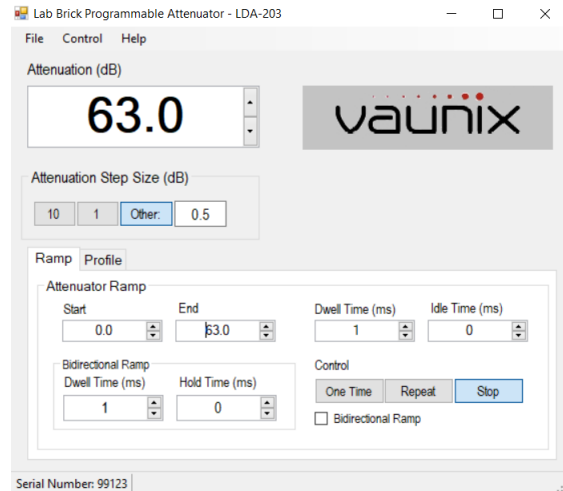 Lab Brick Programmable Attenuator - LDA-203
File Control Help
Attenuation (dB)
63.0
vaunix
Attenuation Step Size (dB)
10 1 Other: 0.5
Ramp Profile
Attenuator Ramp
Start End Dwell Time (ms) Idle Time (ms)
0.0 63.0 1 0
Bidirectional Ramp Control
Dwell Time (ms) Hold Time (ms)
One Time Repeat Stop
1 0
Bidirectional Ramp
Serial Number: 99123